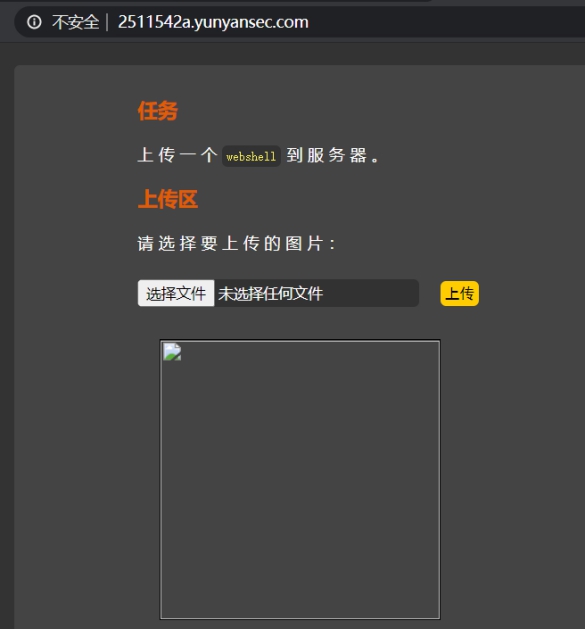 不安全 | 2511542a.yunyansec.com
任务
上传一个 webshell 到服务器。
上传区
请选择要上传的图片：
选择文件 未选择任何文件 上传